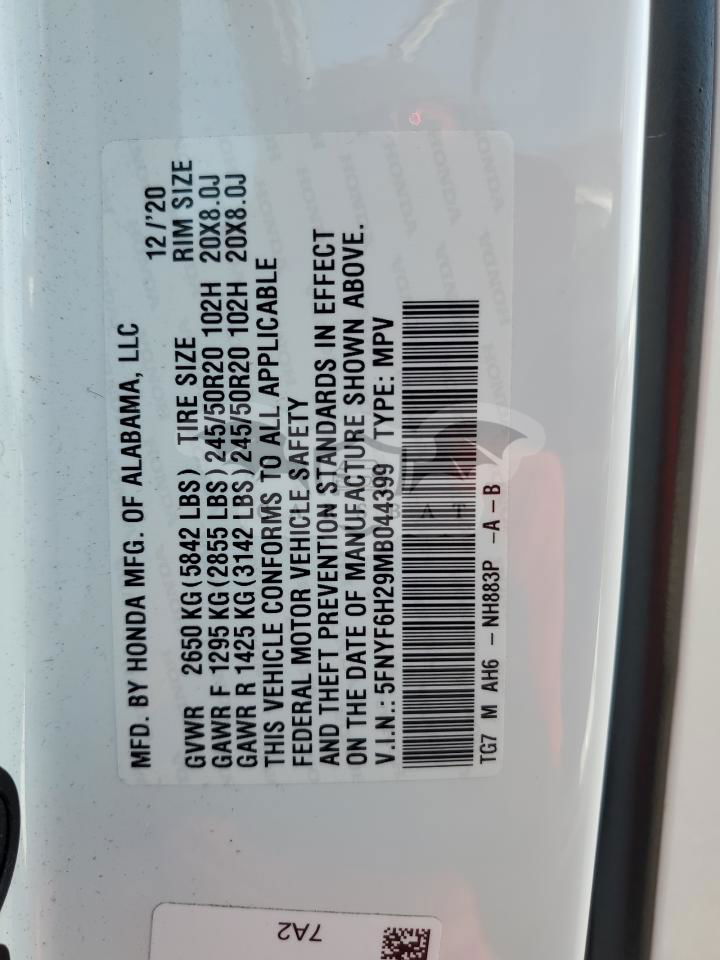 MFD. BY HONDA MFG. OF ALABAMA, LLC 12/'20
GVWR 2650 KG(5842 LBS) TIRE SIZE RIM SIZE
GAWR F 1295 KG(2855 LBS)245/50R20 102H 20X8.0J
GAWR R 1425 KG(3142 LBS)245/50R20 102H 20X8.0J
THIS VEHICLE CONFORMS TO ALL APPLICABLE
FEDERAL MOTOR VEHICLE SAFETY
AND THEFT PREVENTION STANDARDS IN EFFECT
ON THE DATE OF MANUFACTURE SHOWN ABOVE.
V.I.N.: 5FNYF6H29MB044399 TYPE: MPV
TG7 M AH6 - NH883P -A-B
7A2